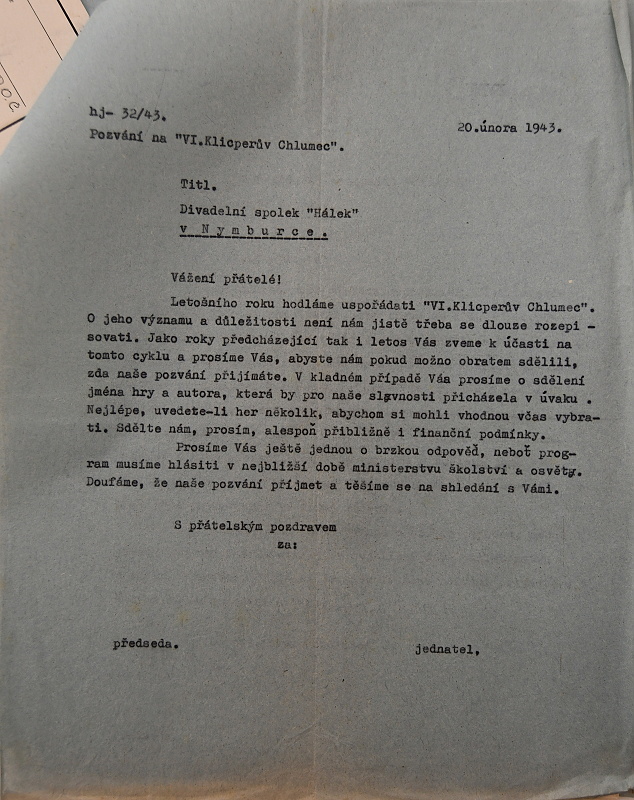 o.c.
hj- 32/43.
20.února 1943.
Pozvání na "VI.Klicperův Chlumec".
Titl.
Divadelní spolek "Hálek"
v N y m b u r c e .
Vážení přátelé!
Letošního roku hodláme uspořádati "VI.Klicperův Chlumec".
O jeho významu a důležitosti není nám jistě třeba se dlouze rozepi -
sovati. Jako roky předcházející tak i letos Vás zveme k účasti na
tomto cyklu a prosíme Vás, abyste nám pokud možno obratem sdělili,
zda naše pozvání přijímáte. V kladném případě Váa prosíme o sdělení
jména hry a autora, která by pro naše slavnosti přicházela v úvaku .
Nejlépe, uvedete-li her několik, abychom si mohli vhodnou včas vybra-
ti. Sdělte nám, prosím, alespoň přibližně i finanční podmínky.
Prosíme Vás ještě jednou o brzkou odpověď, neboť prog-
ram musíme hlásiti v nejbližší době ministerstvu školství a osvěty.
Doufáme, že naše pozvání příjmet a těšíme se na shledání s Vámi.
S přátelským pozdravem
za:
předseda.
jednatel,